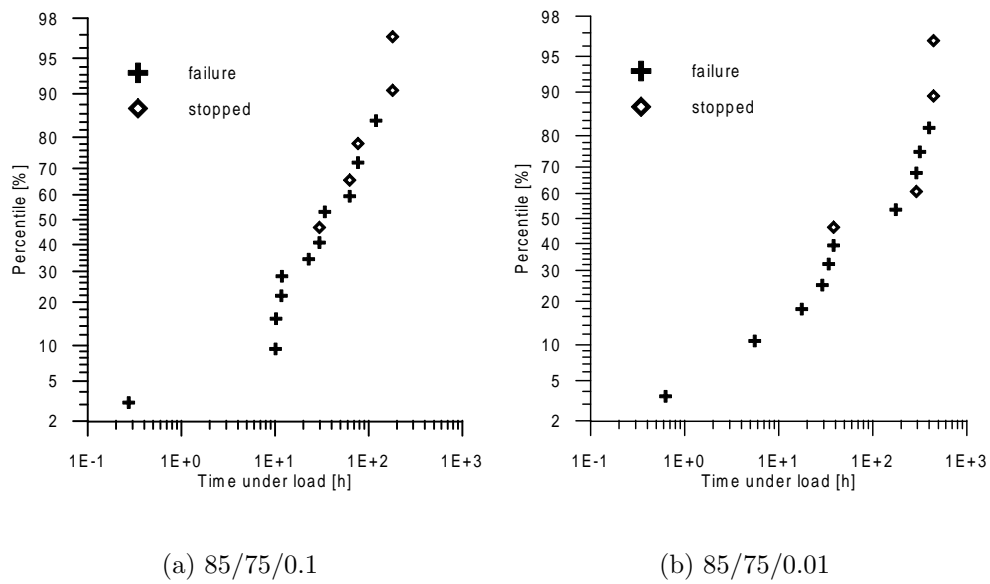 98
95
90
80
70
60
50
40
30
20
10
5
2
Percentile [%]
failure
stopped
1E-1
1E+0
1E+1
1E+2
1E+3
Time under load [h]
(a) 85/75/0.1
98
95
90
80
70
60
50
40
30
20
10
5
2
Percentile [%]
failure
stopped
1E-1
1E+0
1E+1
1E+2
1E+3
Time under load [h]
(b) 85/75/0.01